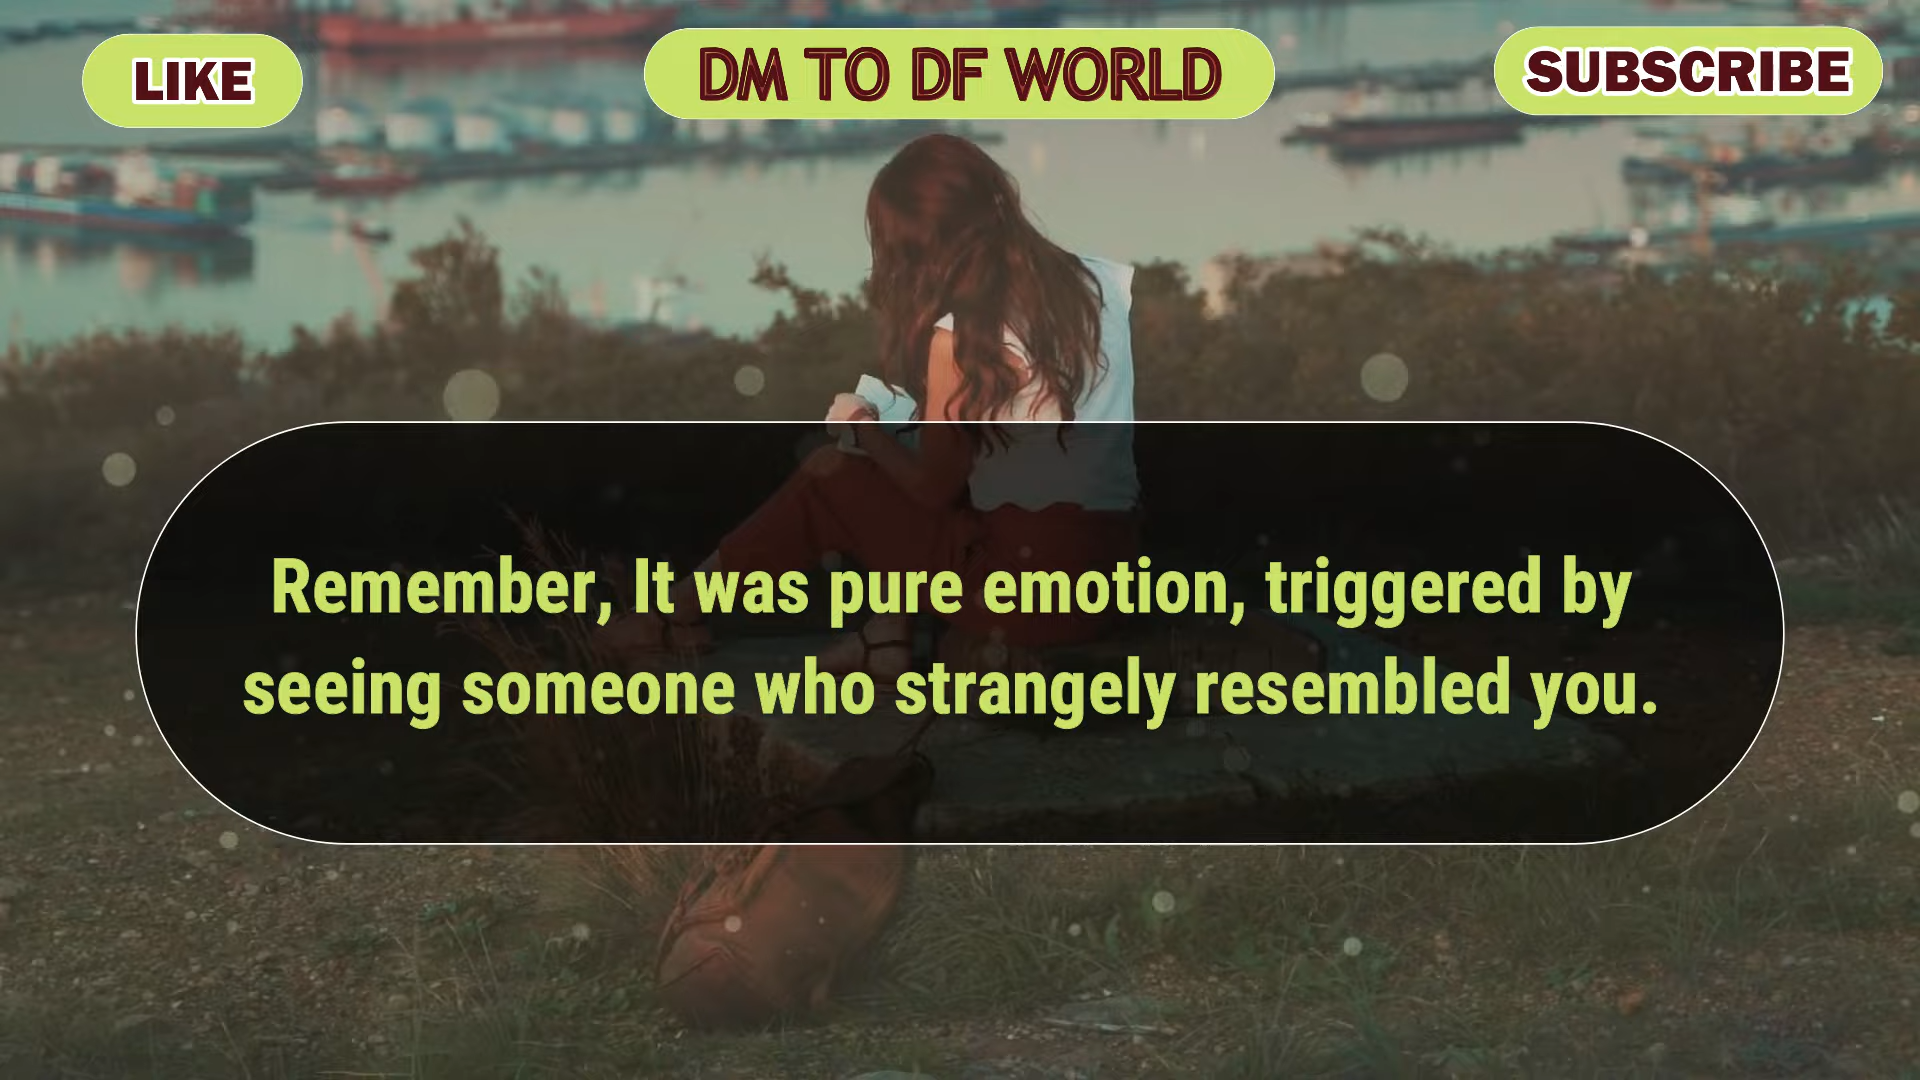 LIKE
DM TO DF WORLD
SUBSCRIBE
Remember, It was pure emotion, triggered by
seeing someone who strangely resembled you.